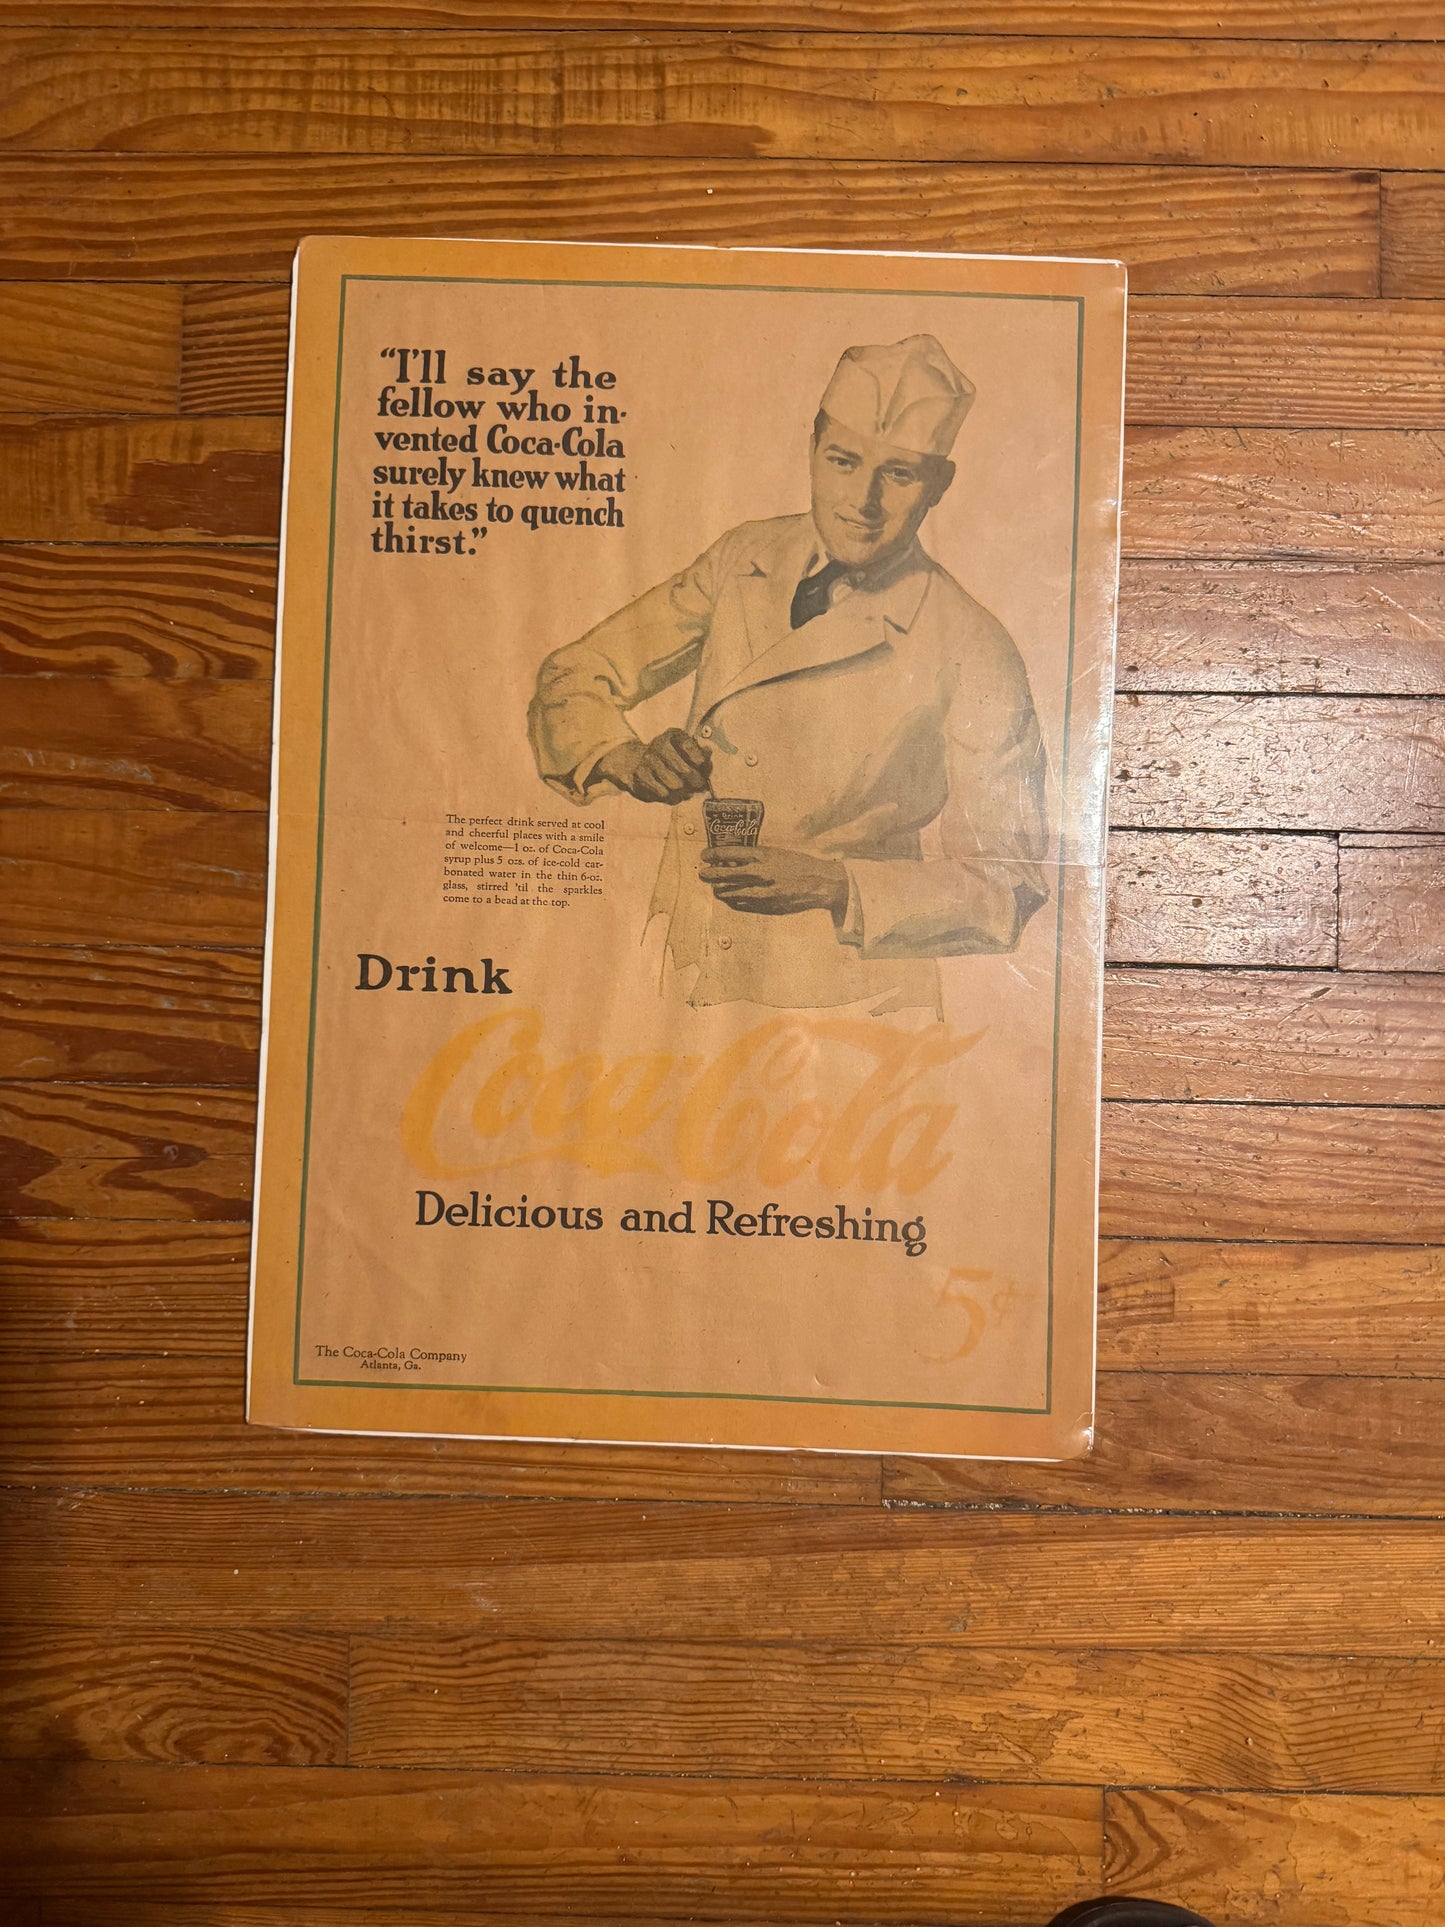 “I'll say the
fellow who in-
vented Coca-Cola
surely knew what
it takes to quench
thirst.”
Drink
Coca-Cola
The perfect drink served at cool
and cheerful places with a smile
of welcome—1 oz. of Coca-Cola
syrup plus 5 ozs. of ice-cold car-
bonated water in the thin 6-oz.
glass, stirred 'til the sparkles
come to a bead at the top.
Drink
Coca-Cola
Delicious and Refreshing
5¢
The Coca-Cola Company
Atlanta, Ga.